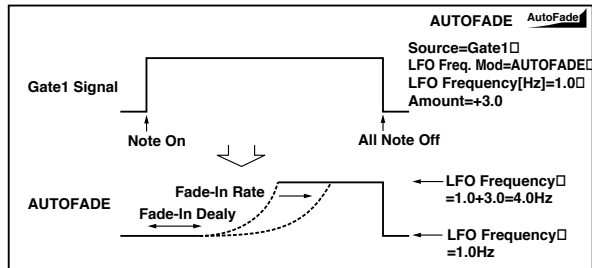 AUTOFADE AutoFade
Source=Gate1□
LFO Freq. Mod=AUTOFADE□
LFO Frequency[Hz]=1.0□
Amount=+3.0
Gate1 Signal
Note On
All Note Off
Fade-In Rate
LFO Frequency□
=1.0+3.0=4.0Hz
AUTOFADE
Fade-In Dealy
LFO Frequency□
=1.0Hz